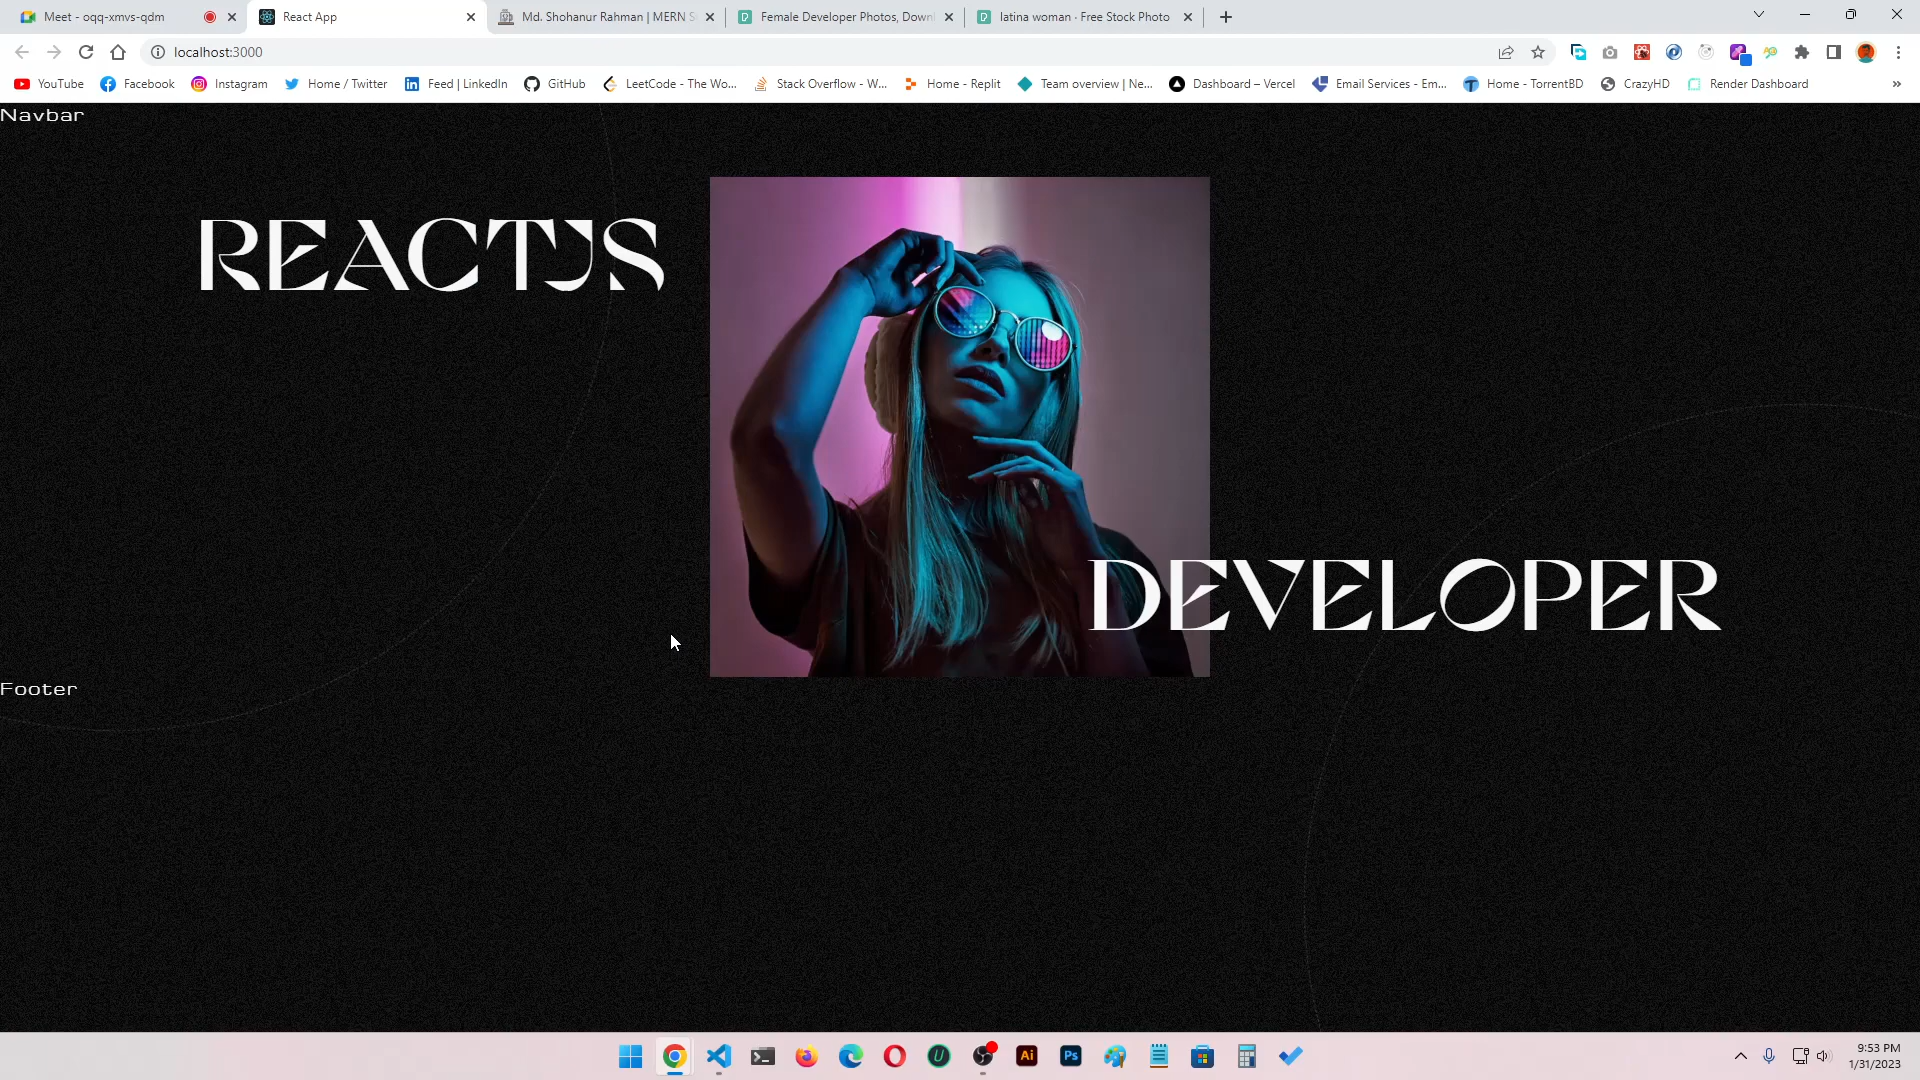 Meet - oqq-xmvs-qdm
React App
Md. Shohanur Rahman | MERN S
Female Developer Photos, Down
latina woman · Free Stock Photo
localhost:3000
YouTube
Facebook
Instagram
Home / Twitter
Feed | LinkedIn
GitHub
LeetCode - The Wo...
Stack Overflow - W...
Home - Replit
Team overview | Ne...
Dashboard – Vercel
Email Services - Em...
Home - TorrentBD
CrazyHD
Render Dashboard
Navbar
REACTJS
DEVELOPER
Footer
Ai
Ps
9:53 PM
1/31/2023